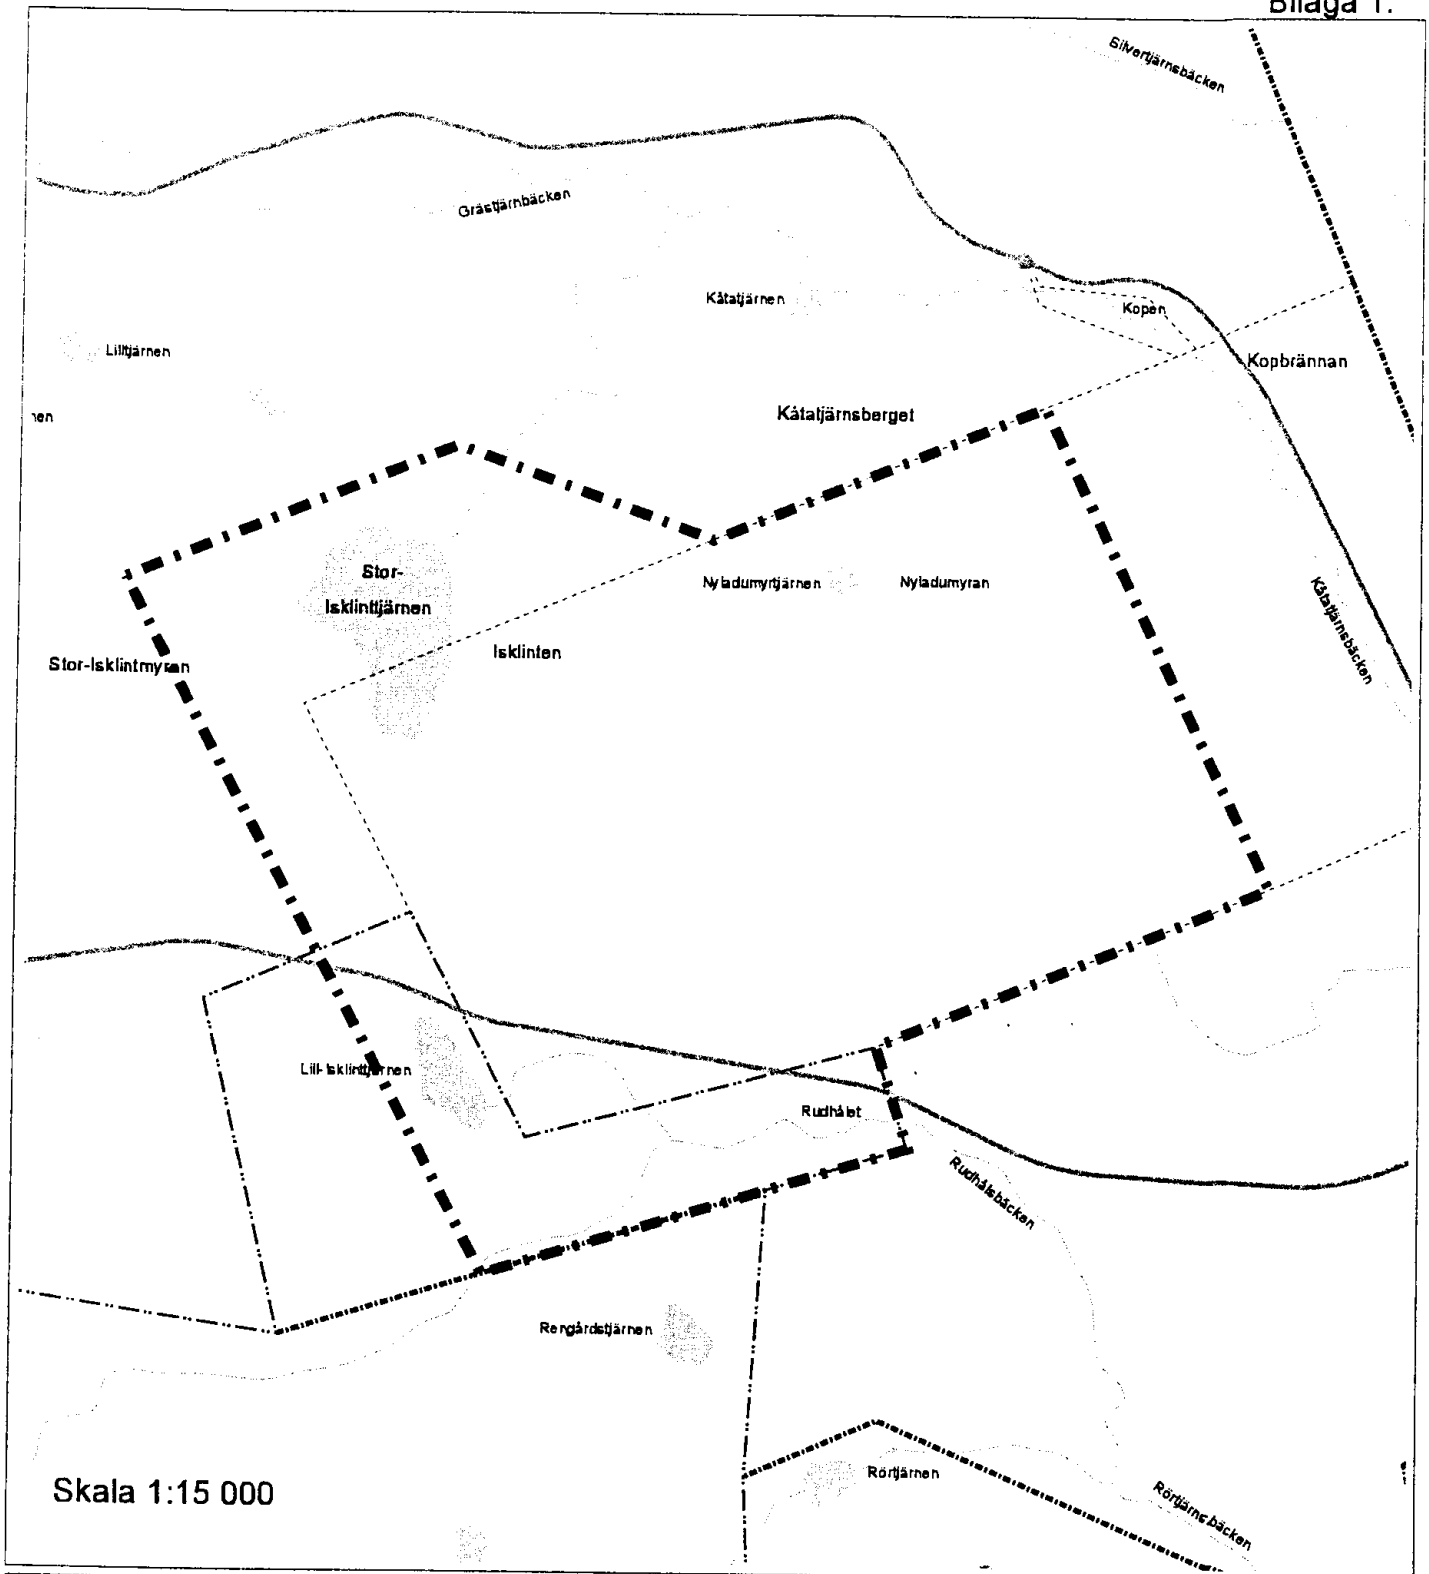 Bilaga 1.
Silvertjärnsbäcken
Grästjärnbäcken
Kåtatjärnen
Kopen
Lilltjärnen
Kopbrännan
Kåtatjärnsberget
Stor-
Isklinttjärnen
Nyladumyrtjärnen
Nyladumyran
Kåtatjärnsbäcken
Isklinten
Stor-Isklintmyran
Lill-Isklinttjärnen
Rudhålet
Rudhålsbäcken
Rengårdstjärnen
Rörtjärnen
Skala 1:15 000
Rörtjärnsbäcken